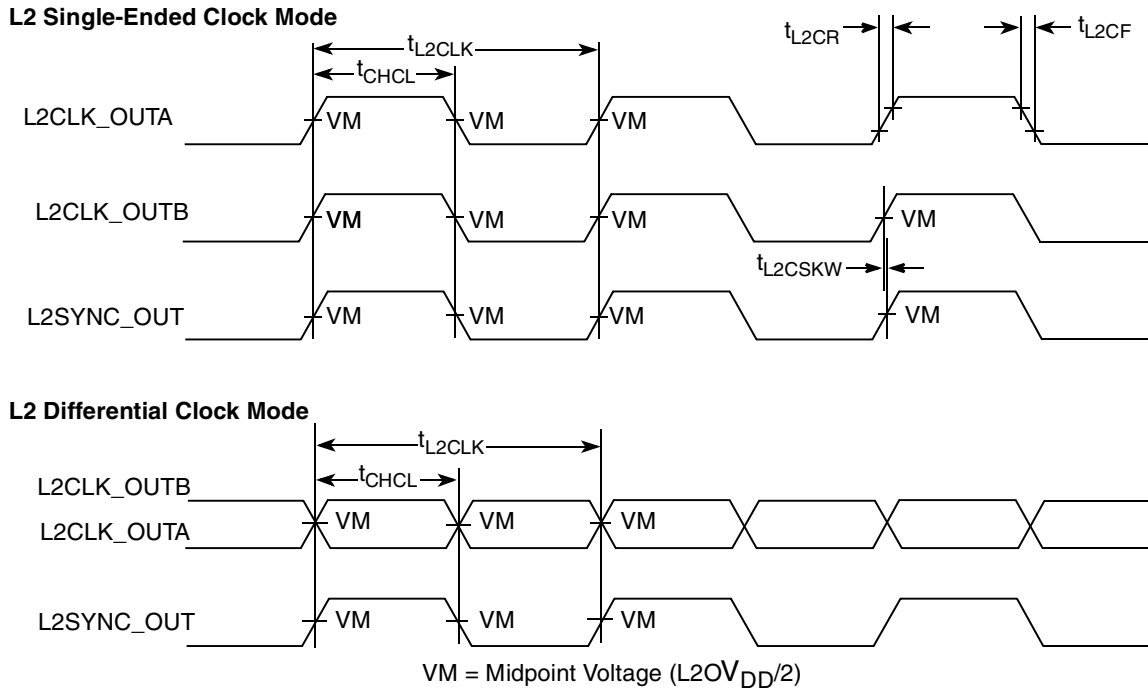 L2 Single-Ended Clock Mode
tL2CLK
tL2CR
tL2CF
tCHCL
L2CLK_OUTA
VM VM VM
L2CLK_OUTB
VM VM VM VM
tL2CSKW
L2SYNC_OUT
VM VM VM VM
L2 Differential Clock Mode
tL2CLK
L2CLK_OUTB
tCHCL
L2CLK_OUTA
VM VM VM
L2SYNC_OUT
VM VM VM
VM = Midpoint Voltage (L2OVDD/2)